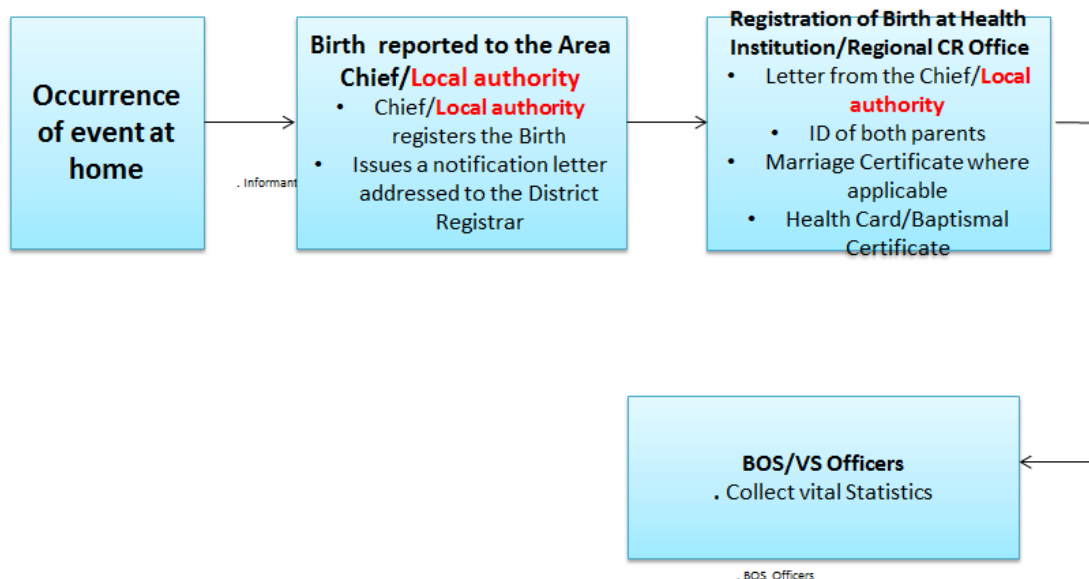 Occurrence
of event at
home
. Informant
Birth reported to the Area
Chief/Local authority
• Chief/Local authority
registers the Birth
• Issues a notification letter
addressed to the District
Registrar
Registration of Birth at Health
Institution/Regional CR Office
• Letter from the Chief/Local
authority
• ID of both parents
• Marriage Certificate where
applicable
• Health Card/Baptismal
Certificate
BOS/VS Officers
. Collect vital Statistics
. BOS Officers